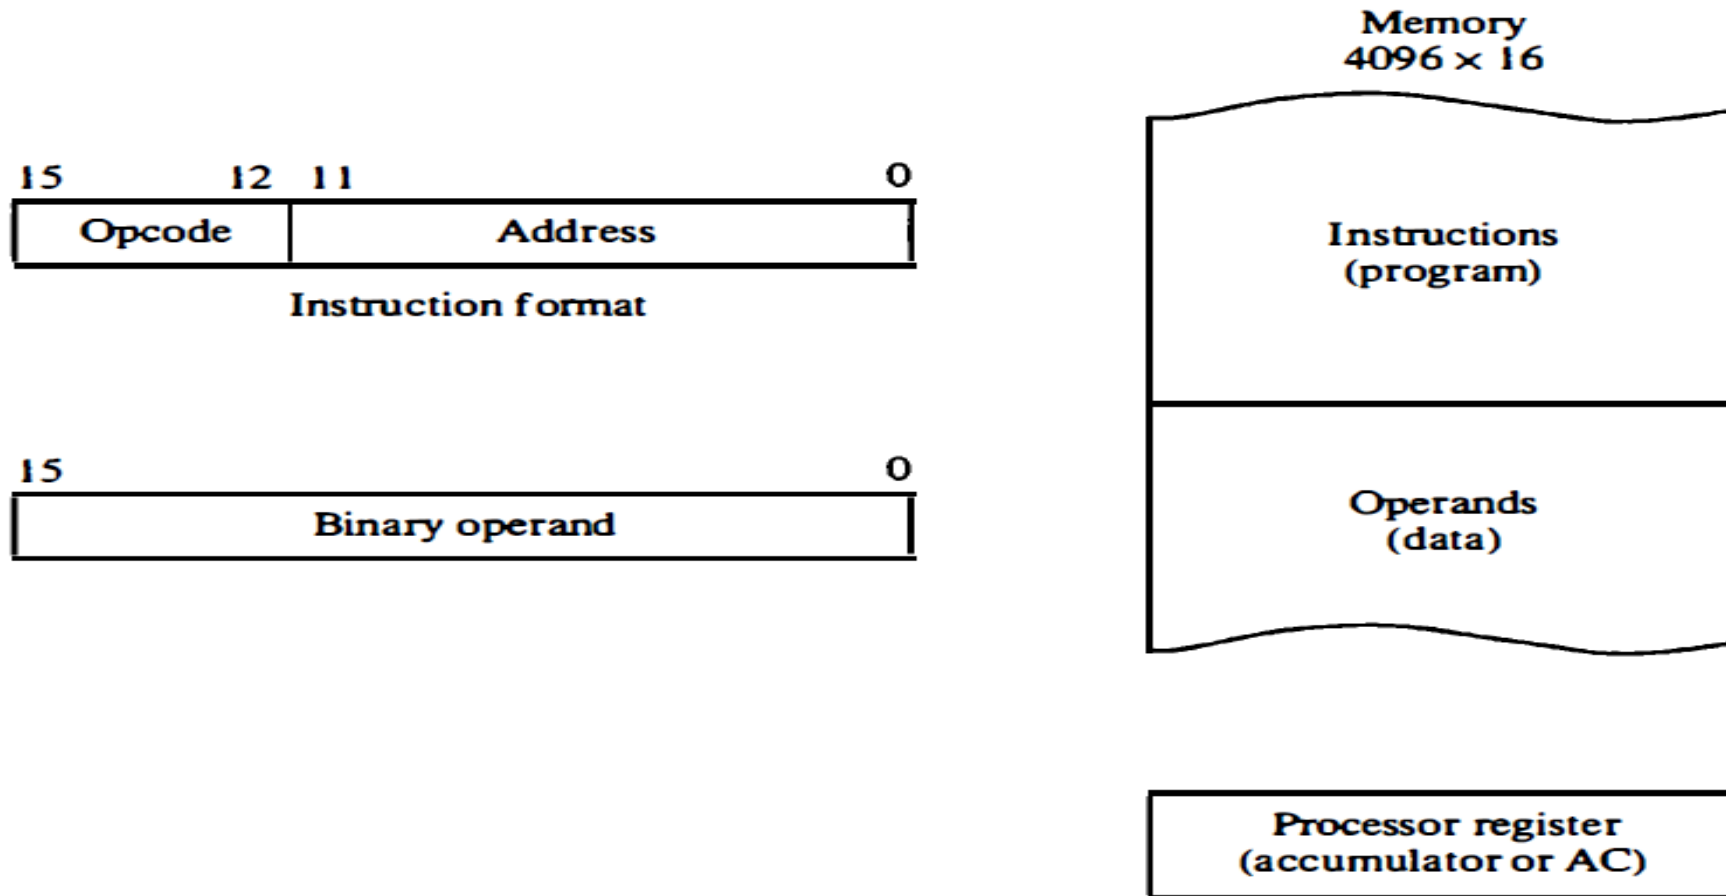 Memory
4096 × 16
15 12 11 0
Opcode Address
Instruction format
Instructions
(program)
15 0
Binary operand
Operands
(data)
Processor register
(accumulator or AC)